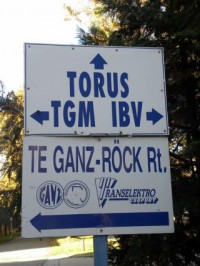 TORUS
TGM IBV
TE GANZ-RÖCK Rt.
GANZ
TRANSELEKTRO